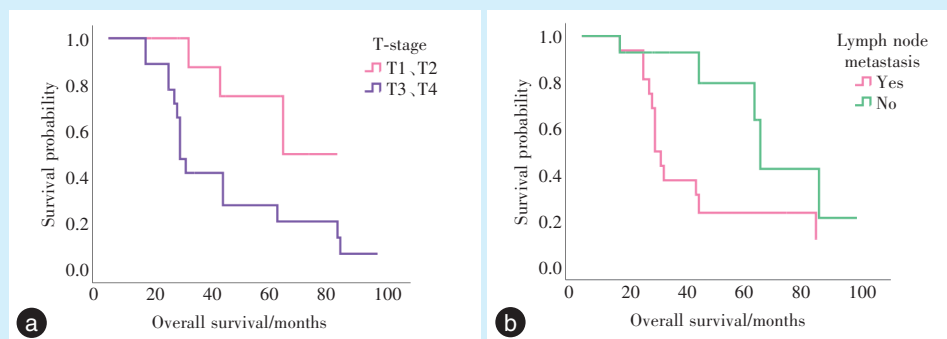 T-stage
T1、T2
T3、T4
Survival probability
1.0
0.8
0.6
0.4
0.2
0.0
0
20
40
60
80
100
Overall survival/months
a
Lymph node
metastasis
Yes
No
Survival probability
1.0
0.8
0.6
0.4
0.2
0.0
0
20
40
60
80
100
Overall survival/months
b